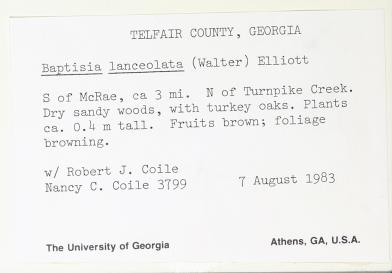 TELFAIR COUNTY, GEORGIA
Baptisia lanceolata (Walter) Elliott
S of McRae, ca 3 mi. N of Turnpike Creek.
Dry sandy woods, with turkey oaks. Plants
ca. 0.4 m tall. Fruits brown; foliage
browning.
w/ Robert J. Coile
Nancy C. Coile 3799 7 August 1983
The University of Georgia Athens, GA, U.S.A.